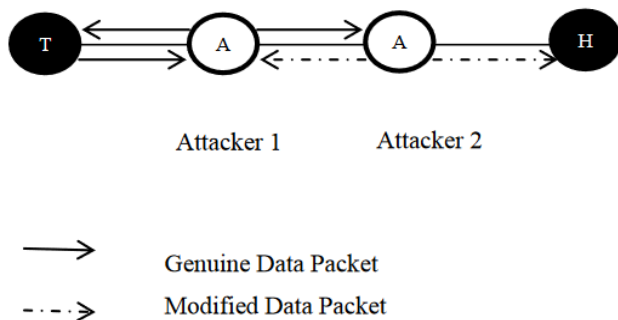 T A A H
Attacker 1 Attacker 2
Genuine Data Packet
Modified Data Packet